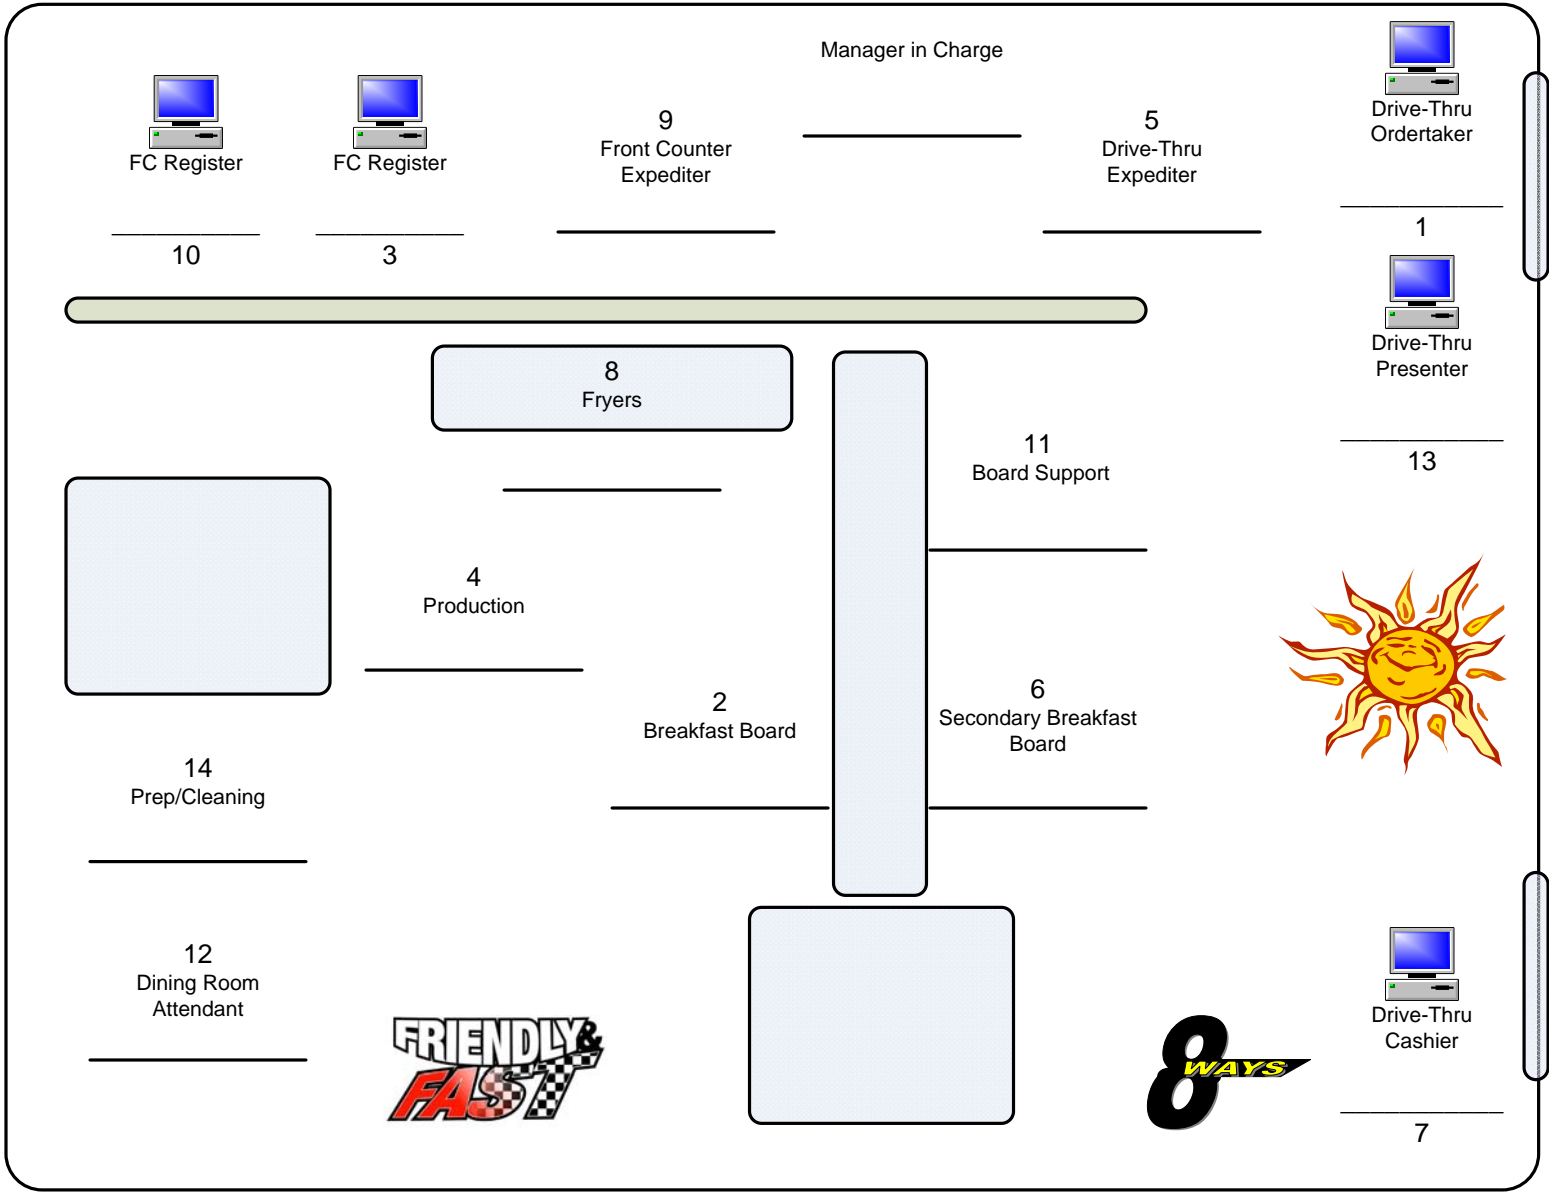 Manager in Charge
FC Register
10
FC Register
3
9
Front Counter
Expediter
5
Drive-Thru
Expediter
Drive-Thru
Ordertaker
1
Drive-Thru
Presenter
13
8
Fryers
11
Board Support
4
Production
2
Breakfast Board
6
Secondary Breakfast
Board
14
Prep/Cleaning
12
Dining Room
Attendant
FRIENDLY&
FAST
8
WAYS
Drive-Thru
Cashier
7